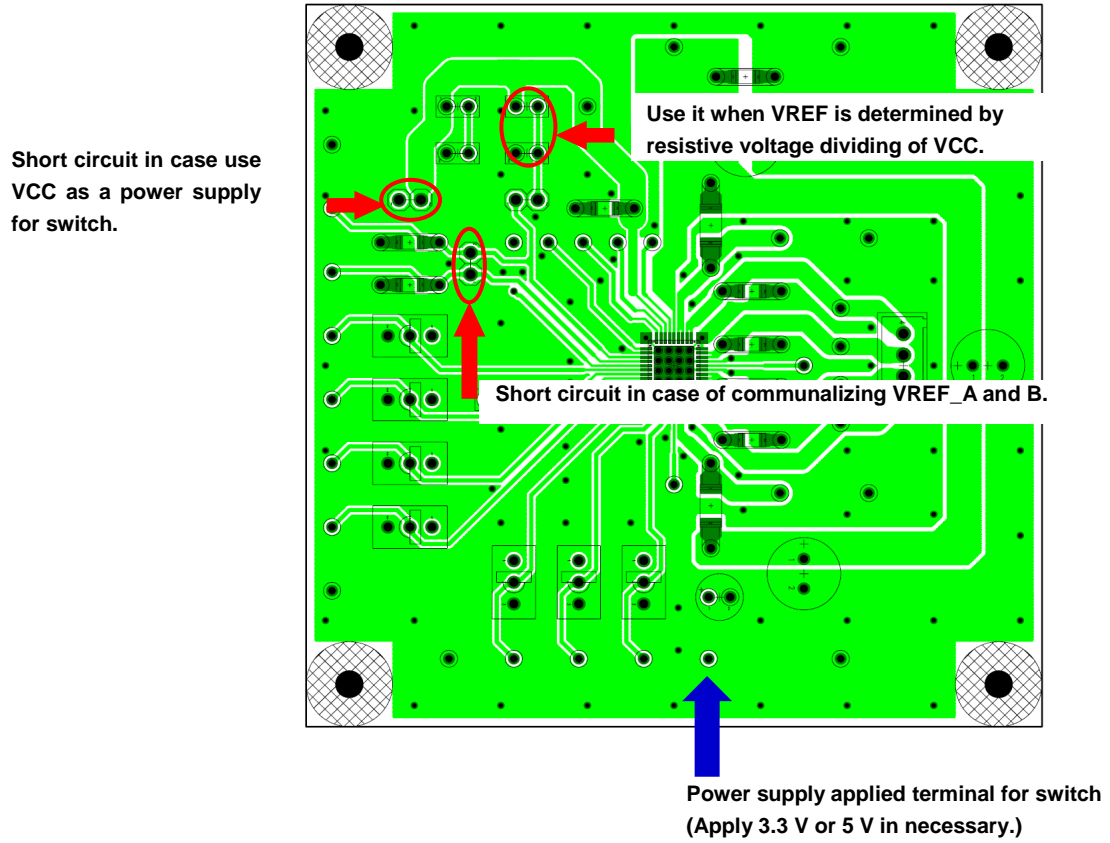 Use it when VREF is determined by
resistive voltage dividing of VCC.
Short circuit in case use
VCC as a power supply
for switch.
Short circuit in case of communalizing VREF_A and B.
Power supply applied terminal for switch
(Apply 3.3 V or 5 V in necessary.)